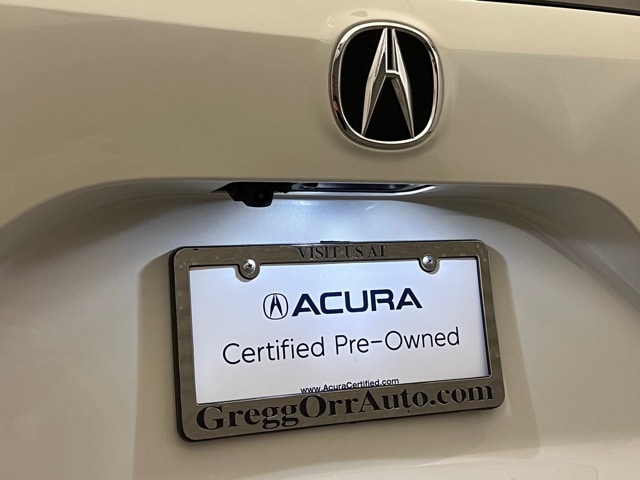 VISIT US AT
ACURA
Certified Pre-Owned
www.AcuraCertified.com
GreggOrrAuto.com